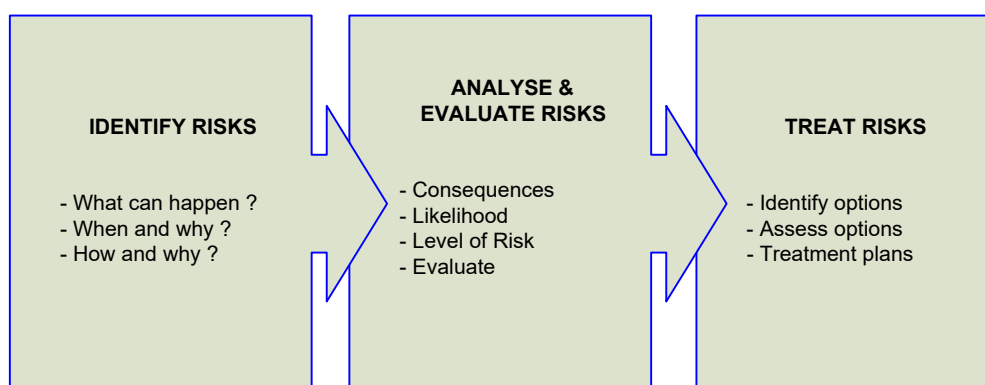 IDENTIFY RISKS
- What can happen ?
- When and why ?
- How and why ?
ANALYSE &
EVALUATE RISKS
- Consequences
- Likelihood
- Level of Risk
- Evaluate
TREAT RISKS
- Identify options
- Assess options
- Treatment plans